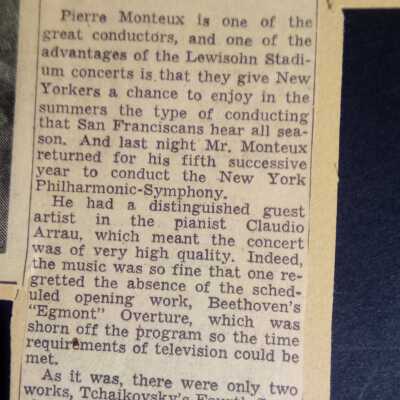 Pierre Monteux is one of the
great conductors, and one of the
advantages of the Lewisohn Stadi-
um concerts is that they give New
Yorkers a chance to enjoy in the
summers the type of conducting
that San Franciscans hear all sea-
son. And last night Mr. Monteux
returned for his fifth successive
year to conduct the New York
Philharmonic-Symphony.
He had a distinguished guest
artist in the pianist Claudio
Arrau, which meant the concert
was of very high quality. Indeed,
the music was so fine that one re-
gretted the absence of the sched-
uled opening work, Beethoven's
"Egmont" Overture, which was
shorn off the program so the time
requirements of television could be
met.
As it was, there were only two
works, Tchaikovsky's Fourth